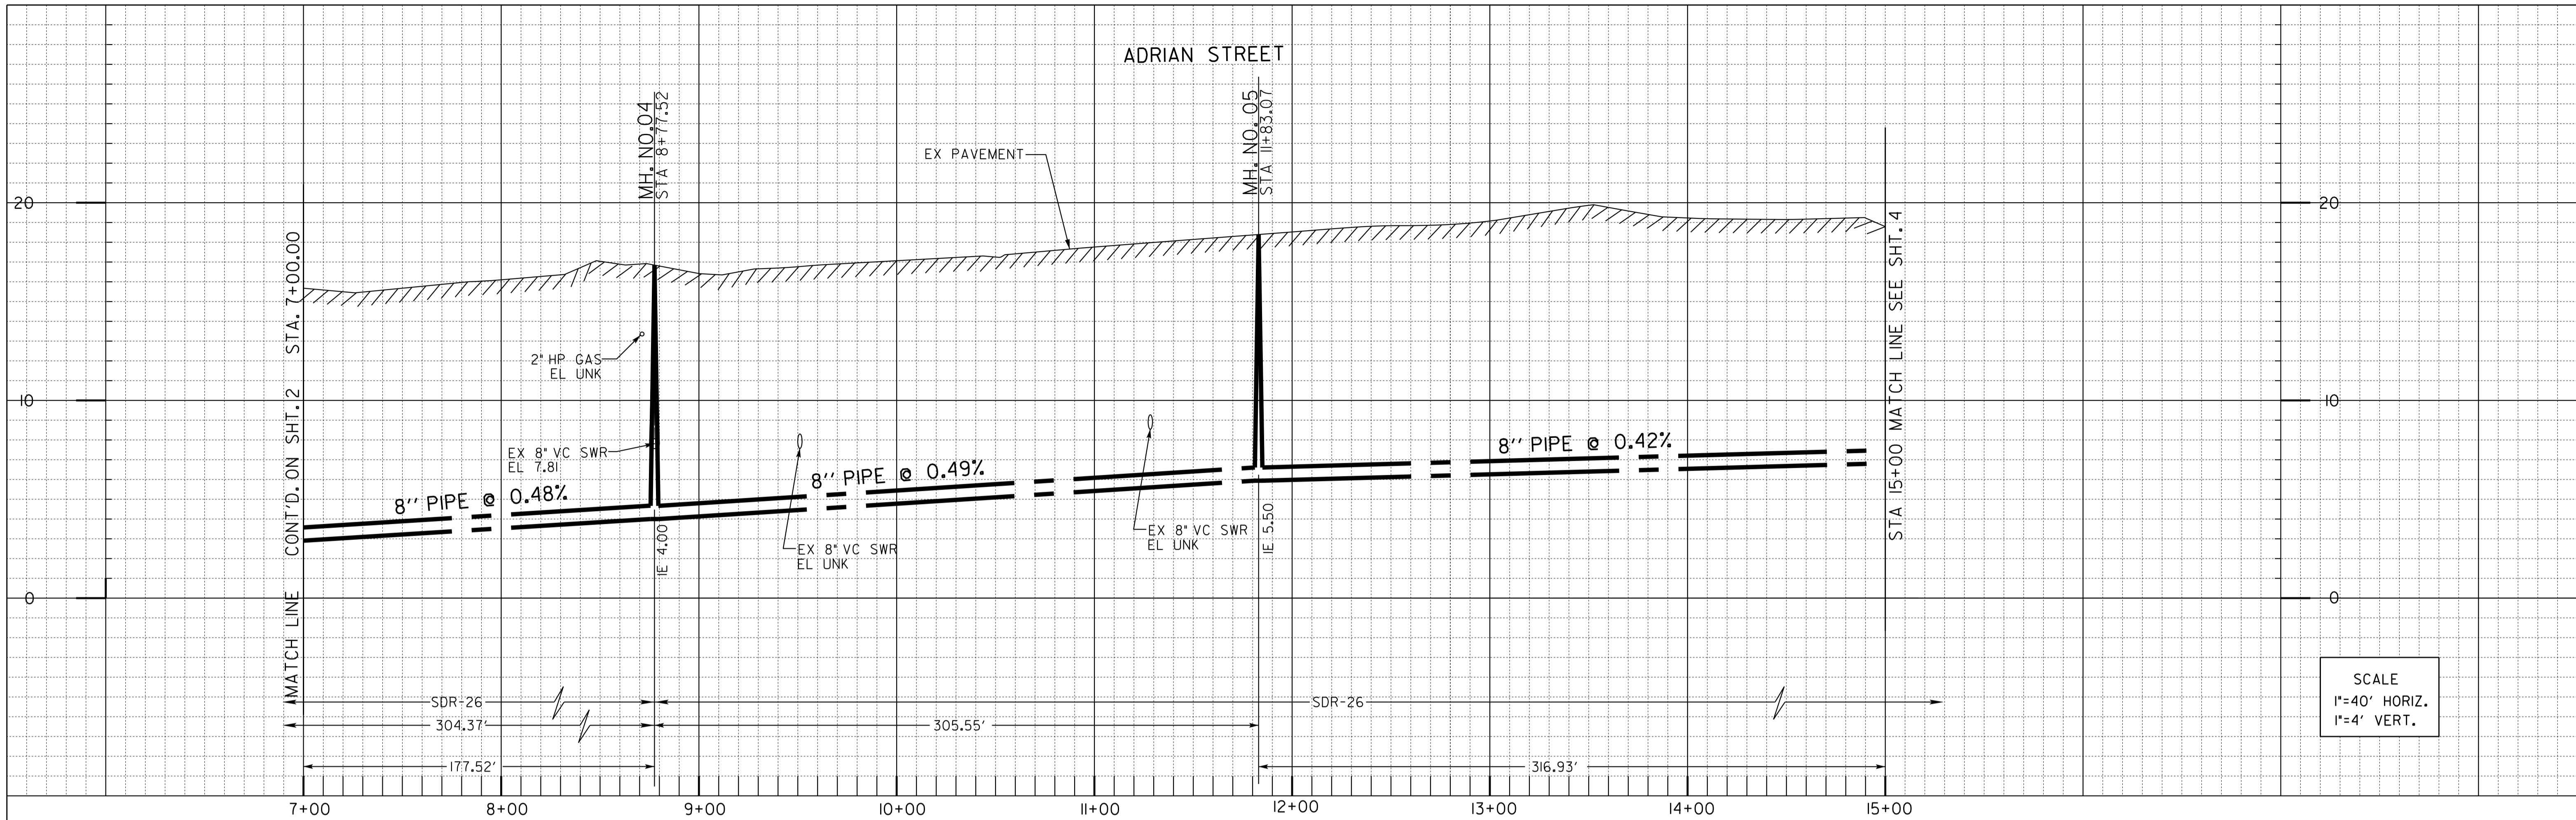 ADRIAN STREET
MH. NO.04
STA 8+77.52
MH. NO. 05
STA 11+83.07
EX PAVEMENT
20
20
STA. 7+00.00
MATCH LINE CONT'D. ON SHT. 2
STA 15+00 MATCH LINE SEE SHT. 4
2" HP GAS
EL UNK
10
10
EX 8" VC SWR
EL 7.81
8'' PIPE @ 0.48%
8'' PIPE @ 0.49%
8'' PIPE @ 0.42%
IE 4.00
EX 8" VC SWR
EL UNK
EX 8" VC SWR
EL UNK
IE 5.50
0
0
SDR-26
SDR-26
304.37'
305.55'
177.52'
316.93'
SCALE
1"=40' HORIZ.
1"=4' VERT.
7+00
8+00
9+00
10+00
11+00
12+00
13+00
14+00
15+00